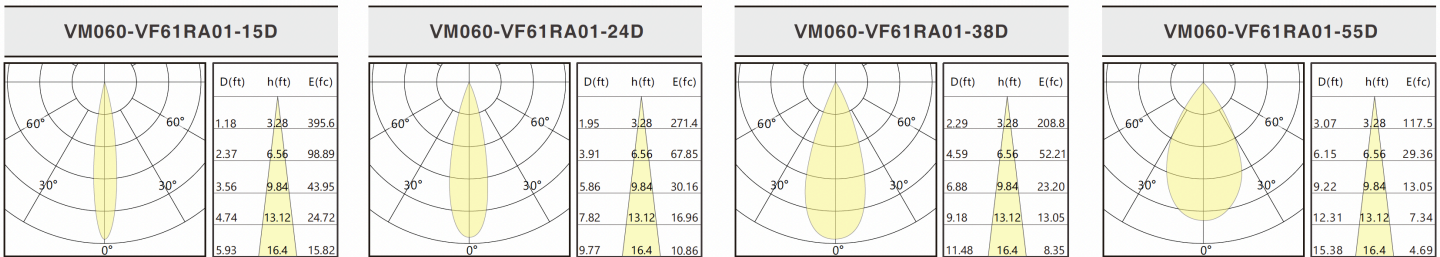 VM060-VF61RA01-15D
60° 60°
30° 30°
0°
D(ft) h(ft) E(fc)
1.18 3.28 395.6
2.37 6.56 98.89
3.56 9.84 43.95
4.74 13.12 24.72
5.93 16.4 15.82
VM060-VF61RA01-24D
60° 60°
30° 30°
0°
D(ft) h(ft) E(fc)
1.95 3.28 271.4
3.91 6.56 67.85
5.86 9.84 30.16
7.82 13.12 16.96
9.77 16.4 10.86
VM060-VF61RA01-38D
60° 60°
30° 30°
0°
D(ft) h(ft) E(fc)
2.29 3.28 208.8
4.59 6.56 52.21
6.88 9.84 23.20
9.18 13.12 13.05
11.48 16.4 8.35
VM060-VF61RA01-55D
60° 60°
30° 30°
0°
D(ft) h(ft) E(fc)
3.07 3.28 117.5
6.15 6.56 29.36
9.22 9.84 13.05
12.31 13.12 7.34
15.38 16.4 4.69